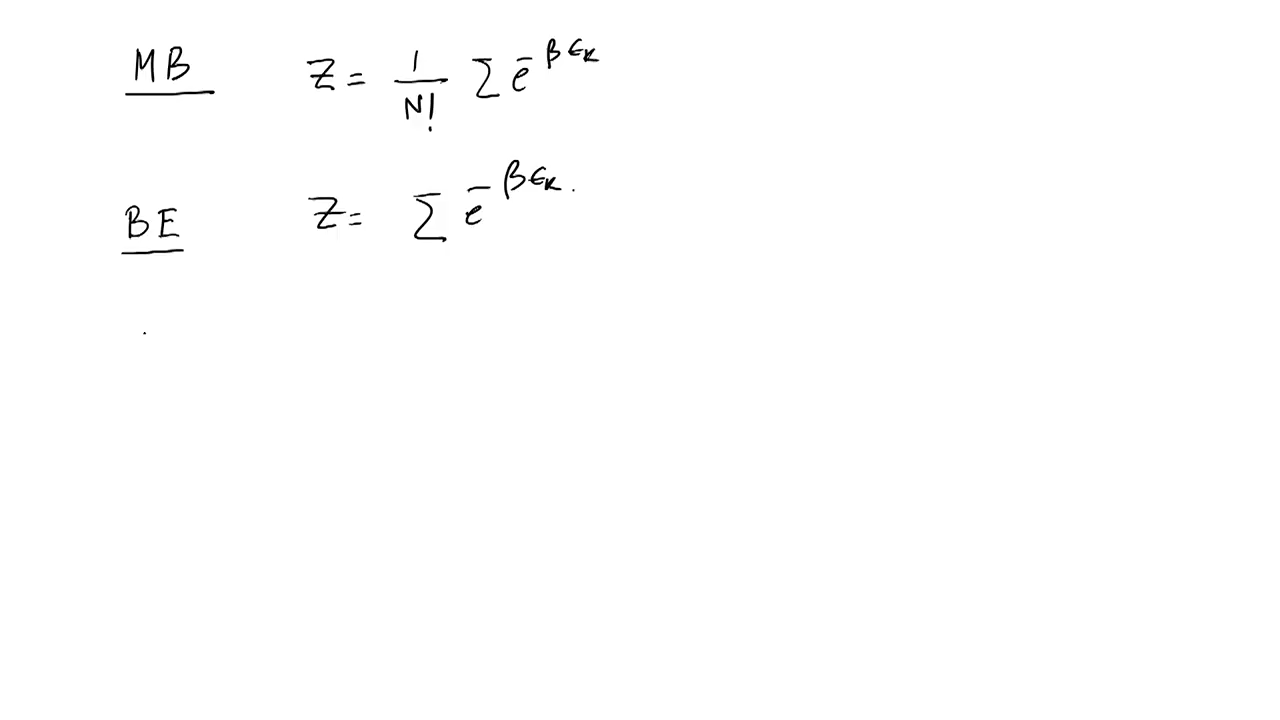 MB Z = 1/N! Σ e^{-βϵ_k}
BE Z = Σ e^{-βϵ_k}.